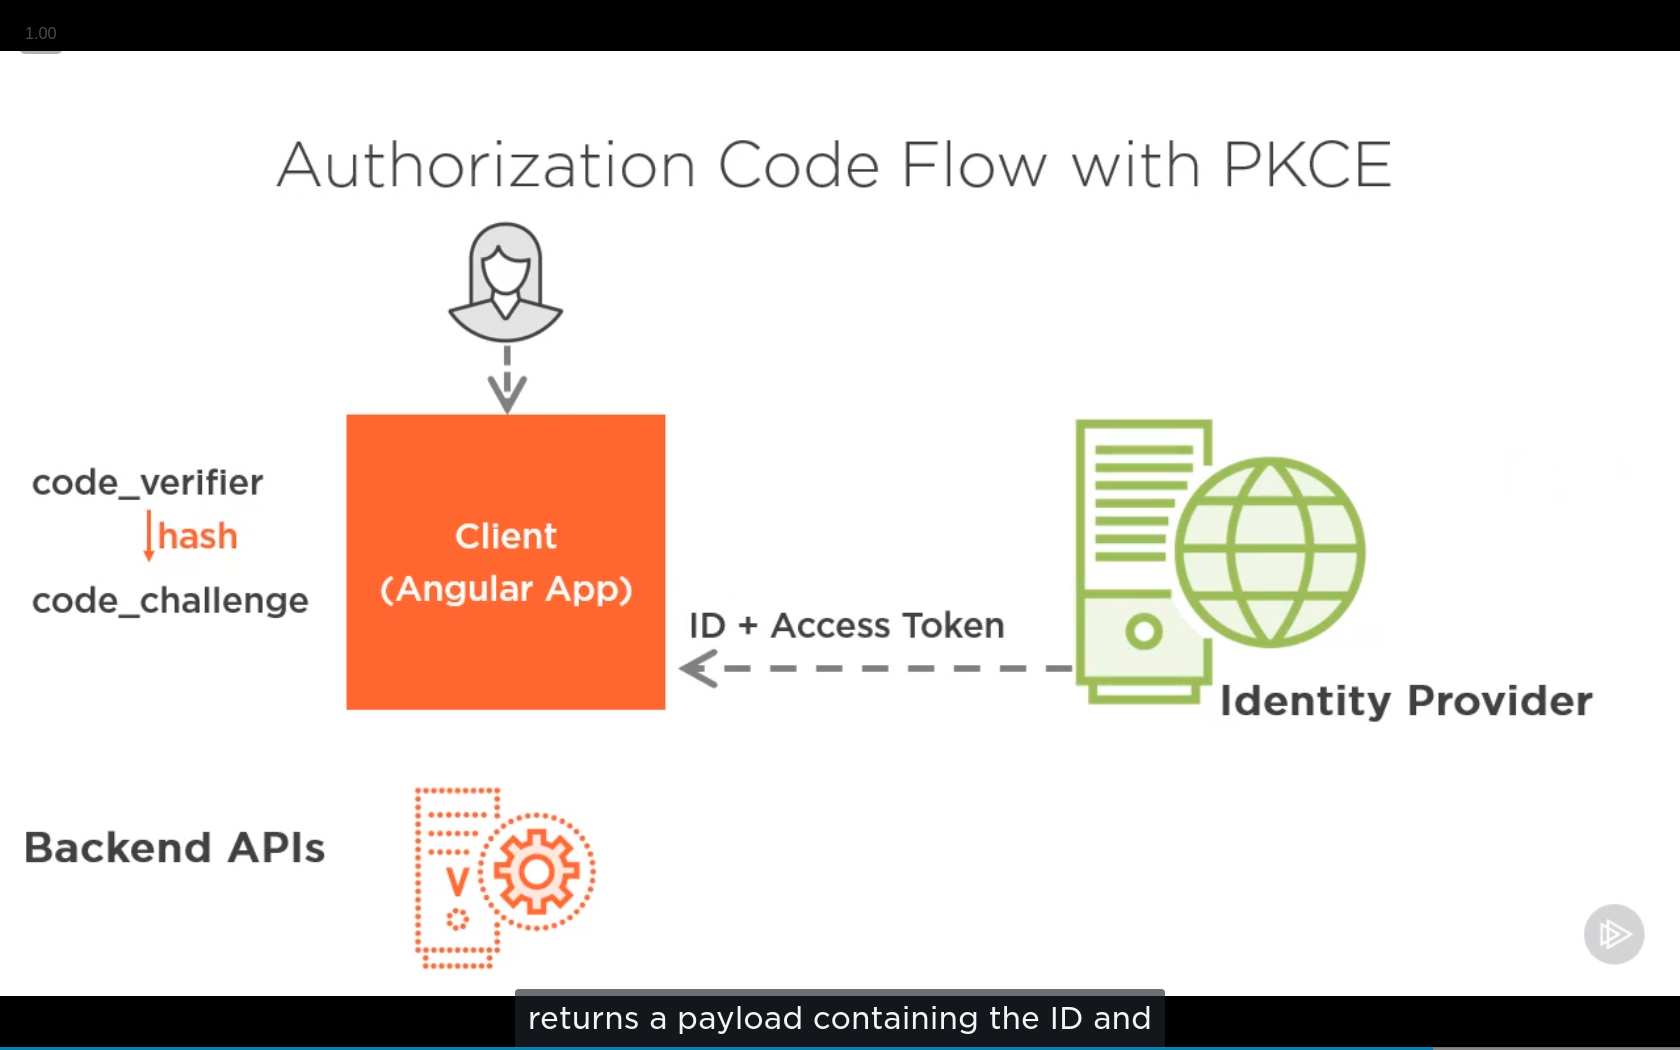 1.00
Authorization Code Flow with PKCE
code_verifier
hash
code_challenge
Client
(Angular App)
ID + Access Token
Identity Provider
Backend APIs
V
returns a payload containing the ID and